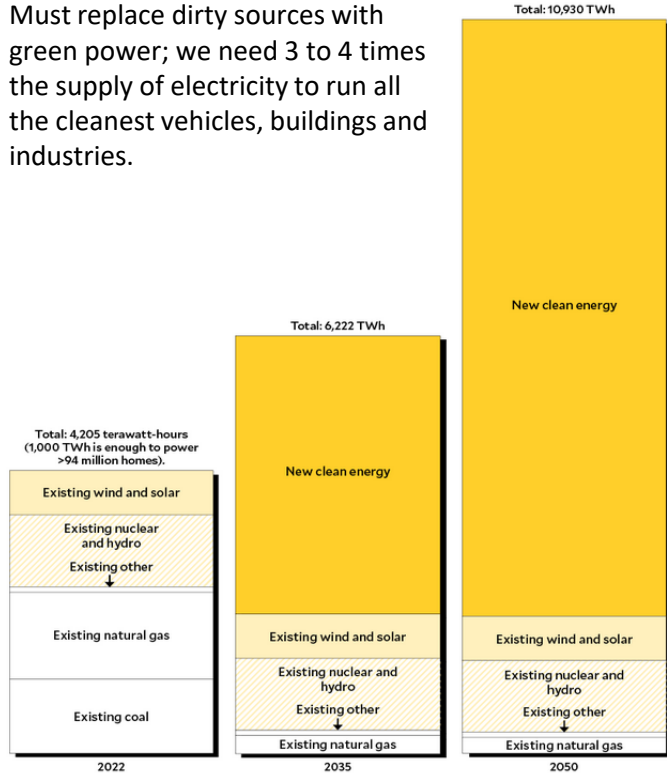 Must replace dirty sources with
green power; we need 3 to 4 times
the supply of electricity to run all
the cleanest vehicles, buildings and
industries.
Total: 4,205 terawatt-hours
(1,000 TWh is enough to power
>94 million homes).
Existing wind and solar
Existing nuclear
and hydro
Existing other
Existing natural gas
Existing coal
2022
Total: 6,222 TWh
New clean energy
Existing wind and solar
Existing nuclear and
hydro
Existing other
Existing natural gas
2035
Total: 10,930 TWh
New clean energy
Existing wind and solar
Existing nuclear and
hydro
Existing other
Existing natural gas
2050